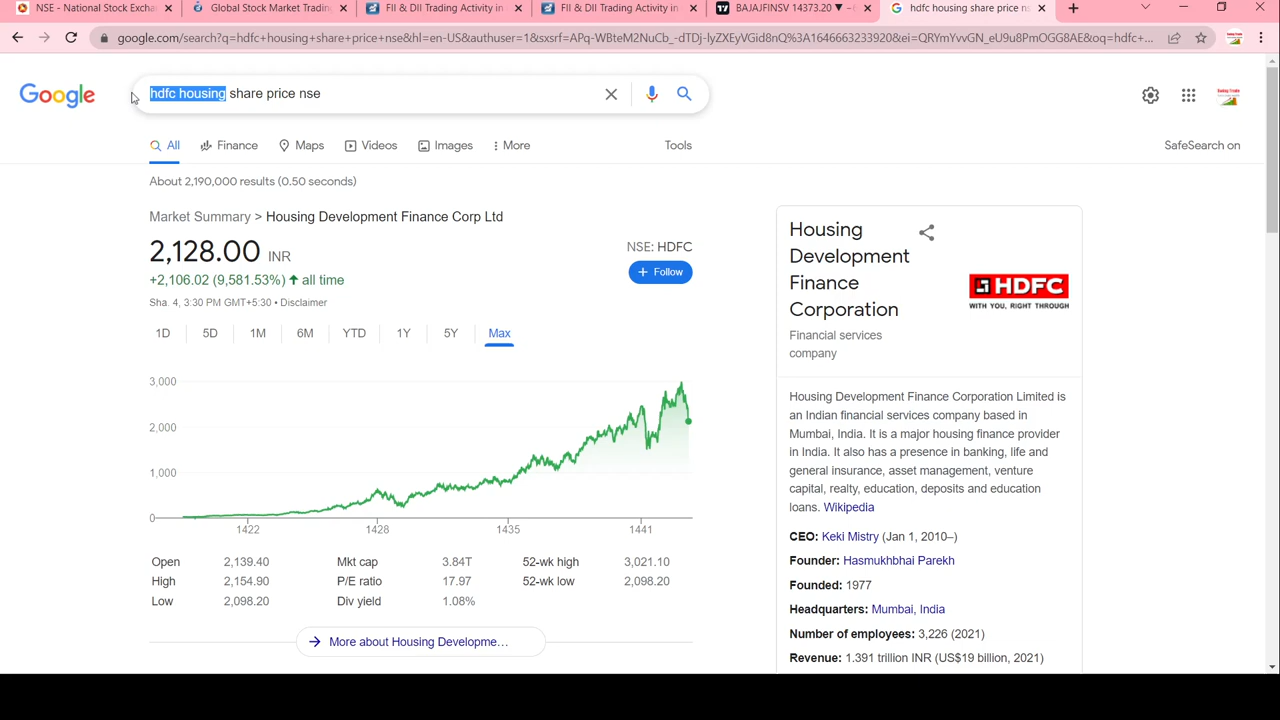 NSE - National Stock Excha
Global Stock Market Trading
FII & DII Trading Activity in
FII & DII Trading Activity in
BAJAJFINSV 14373.20 ▼ −
hdfc housing share price ns
google.com/search?q=hdfc+housing+share+price+nse&hl=en-US&authuser=1&sxsrf=APq-WBteM2NuCb_-dTDj-lyZXEyVGid8nQ%3A1646663233920&ei=QRYmYvvGN_eU9u8PmOGG8AE&oq=hdfc+...
Google
hdfc housing share price nse
All
Finance
Maps
Videos
Images
More
Tools
SafeSearch on
About 2,190,000 results (0.50 seconds)
Market Summary > Housing Development Finance Corp Ltd
2,128.00 INR
NSE: HDFC
+2,106.02 (9,581.53%) ↑ all time
+ Follow
Sha. 4, 3:30 PM GMT+5:30 • Disclaimer
1D 5D 1M 6M YTD 1Y 5Y Max
3,000
2,000
1,000
0
1422 1428 1435 1441
Open 2,139.40 Mkt cap 3.84T 52-wk high 3,021.10
High 2,154.90 P/E ratio 17.97 52-wk low 2,098.20
Low 2,098.20 Div yield 1.08%
→ More about Housing Developme...
Housing
Development
Finance
Corporation
HDFC
WITH YOU, RIGHT THROUGH
Financial services
company
Housing Development Finance Corporation Limited is
an Indian financial services company based in
Mumbai, India. It is a major housing finance provider
in India. It also has a presence in banking, life and
general insurance, asset management, venture
capital, realty, education, deposits and education
loans. Wikipedia
CEO: Keki Mistry (Jan 1, 2010–)
Founder: Hasmukhbhai Parekh
Founded: 1977
Headquarters: Mumbai, India
Number of employees: 3,226 (2021)
Revenue: 1.391 trillion INR (US$19 billion, 2021)